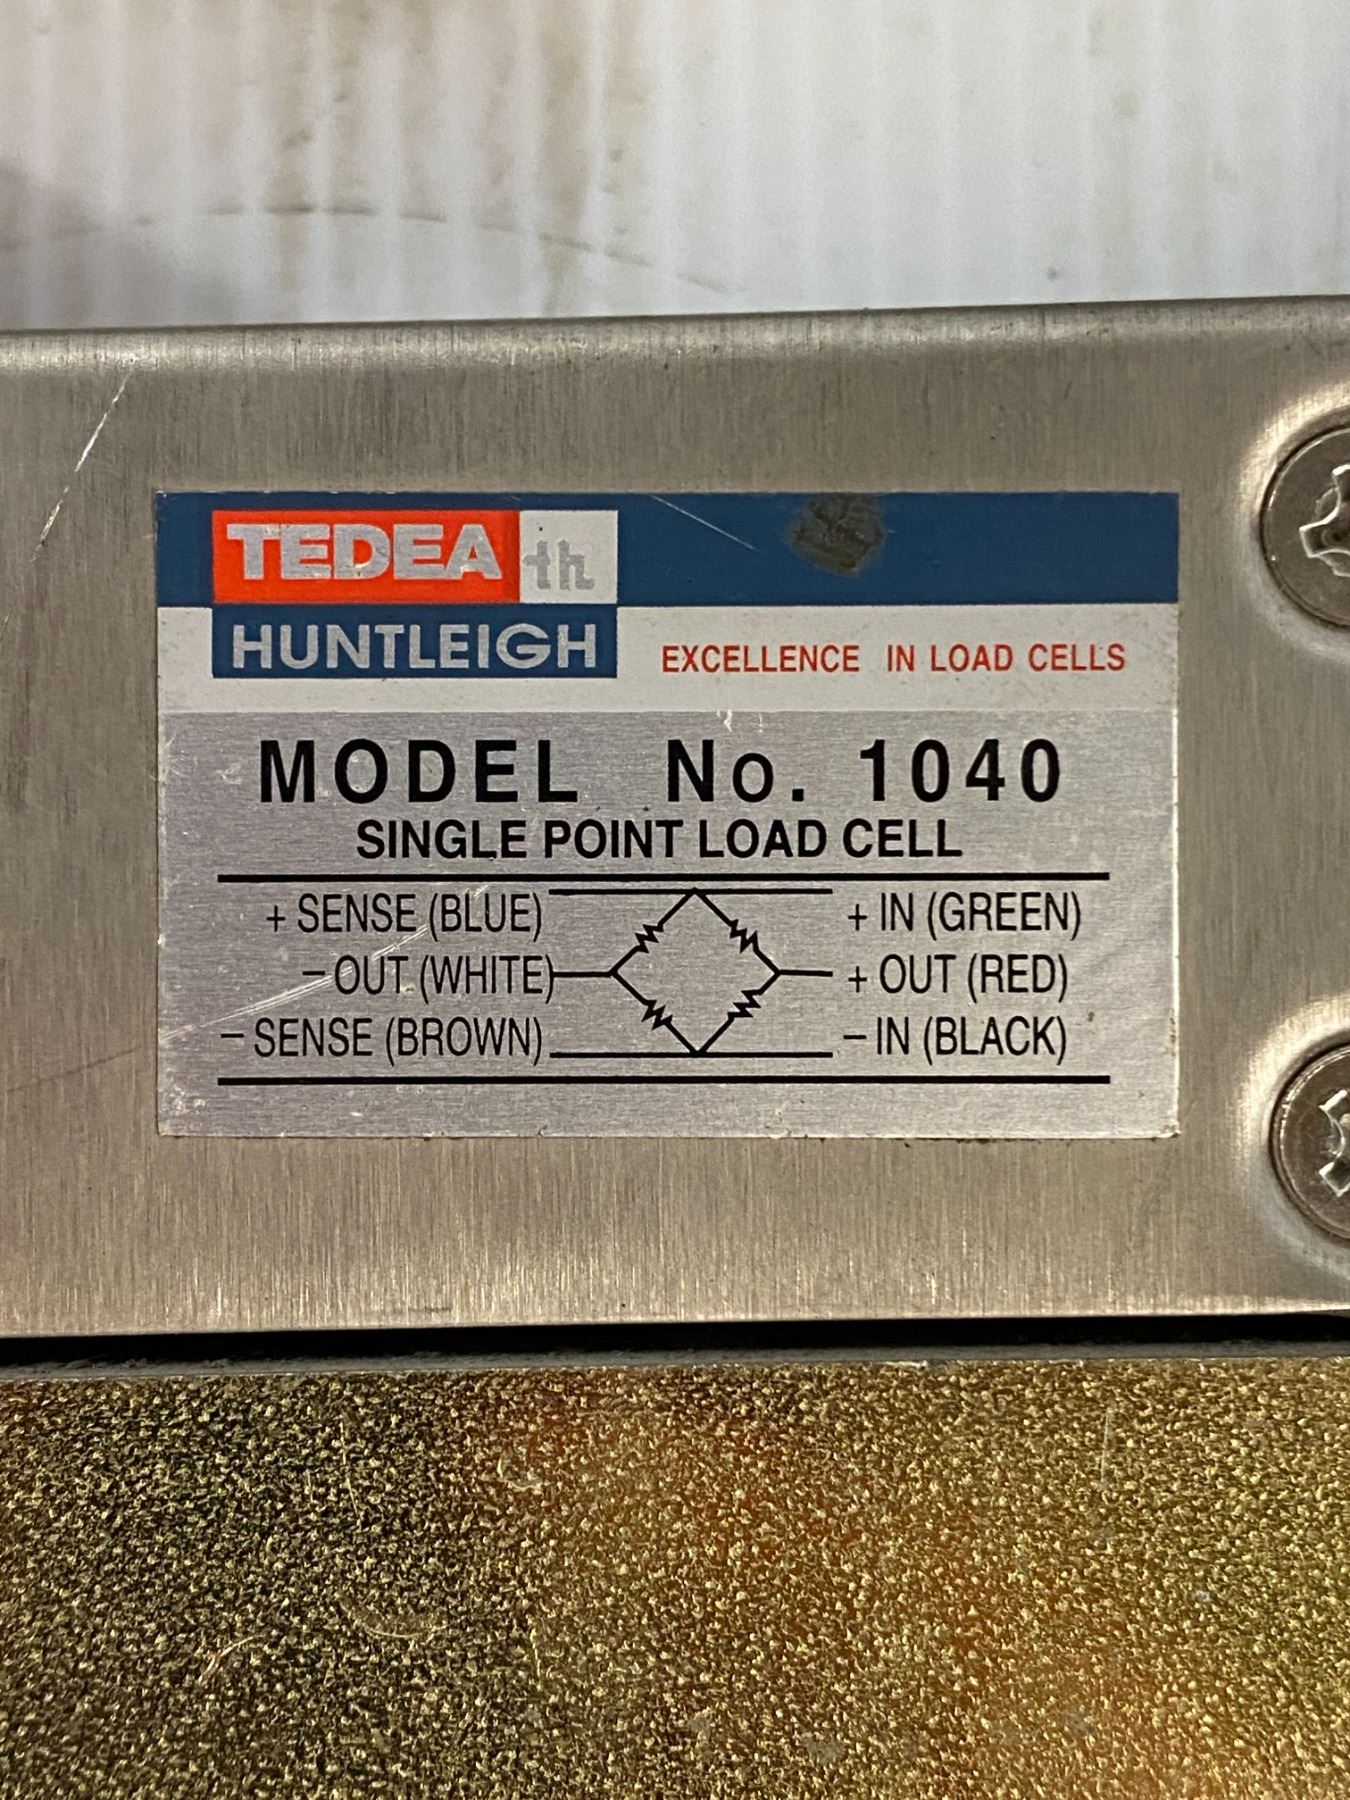 TEDEA th
HUNTLEIGH
EXCELLENCE IN LOAD CELLS
MODEL No. 1040
SINGLE POINT LOAD CELL
+ SENSE (BLUE) + IN (GREEN)
– OUT (WHITE) + OUT (RED)
– SENSE (BROWN) – IN (BLACK)